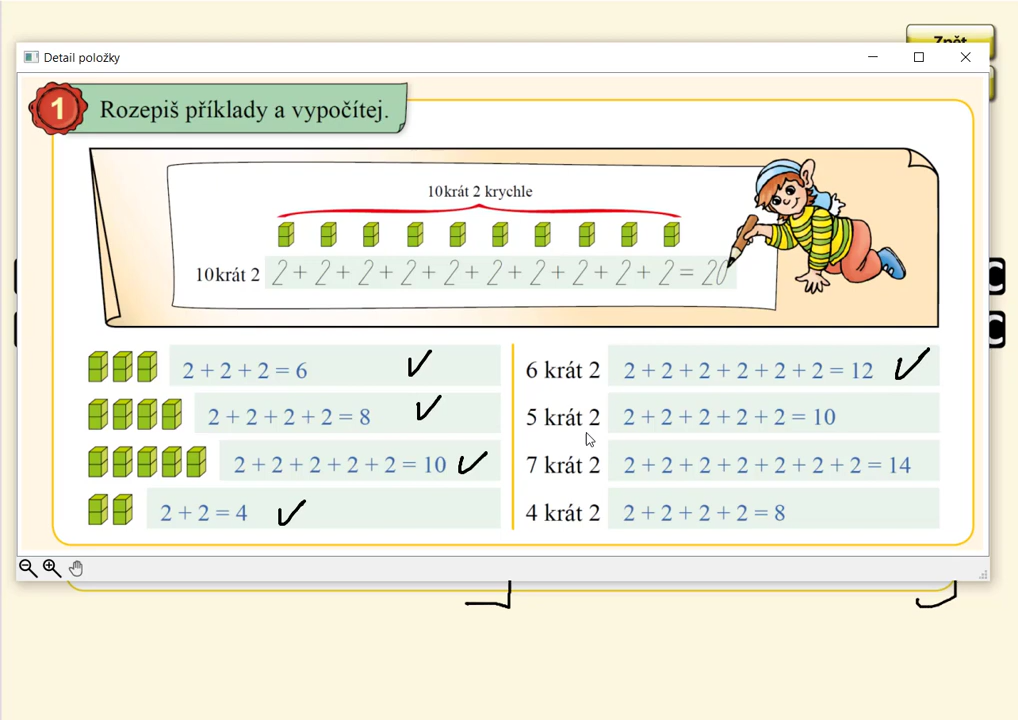 Zpět
Detail položky
1 Rozepiš příklady a vypočítej.
10krát 2 krychle
10krát 2 2 + 2 + 2 + 2 + 2 + 2 + 2 + 2 + 2 + 2 = 20
2 + 2 + 2 = 6
2 + 2 + 2 + 2 = 8
2 + 2 + 2 + 2 + 2 = 10
2 + 2 = 4
6 krát 2 2 + 2 + 2 + 2 + 2 + 2 = 12
5 krát 2 2 + 2 + 2 + 2 + 2 = 10
7 krát 2 2 + 2 + 2 + 2 + 2 + 2 + 2 = 14
4 krát 2 2 + 2 + 2 + 2 = 8